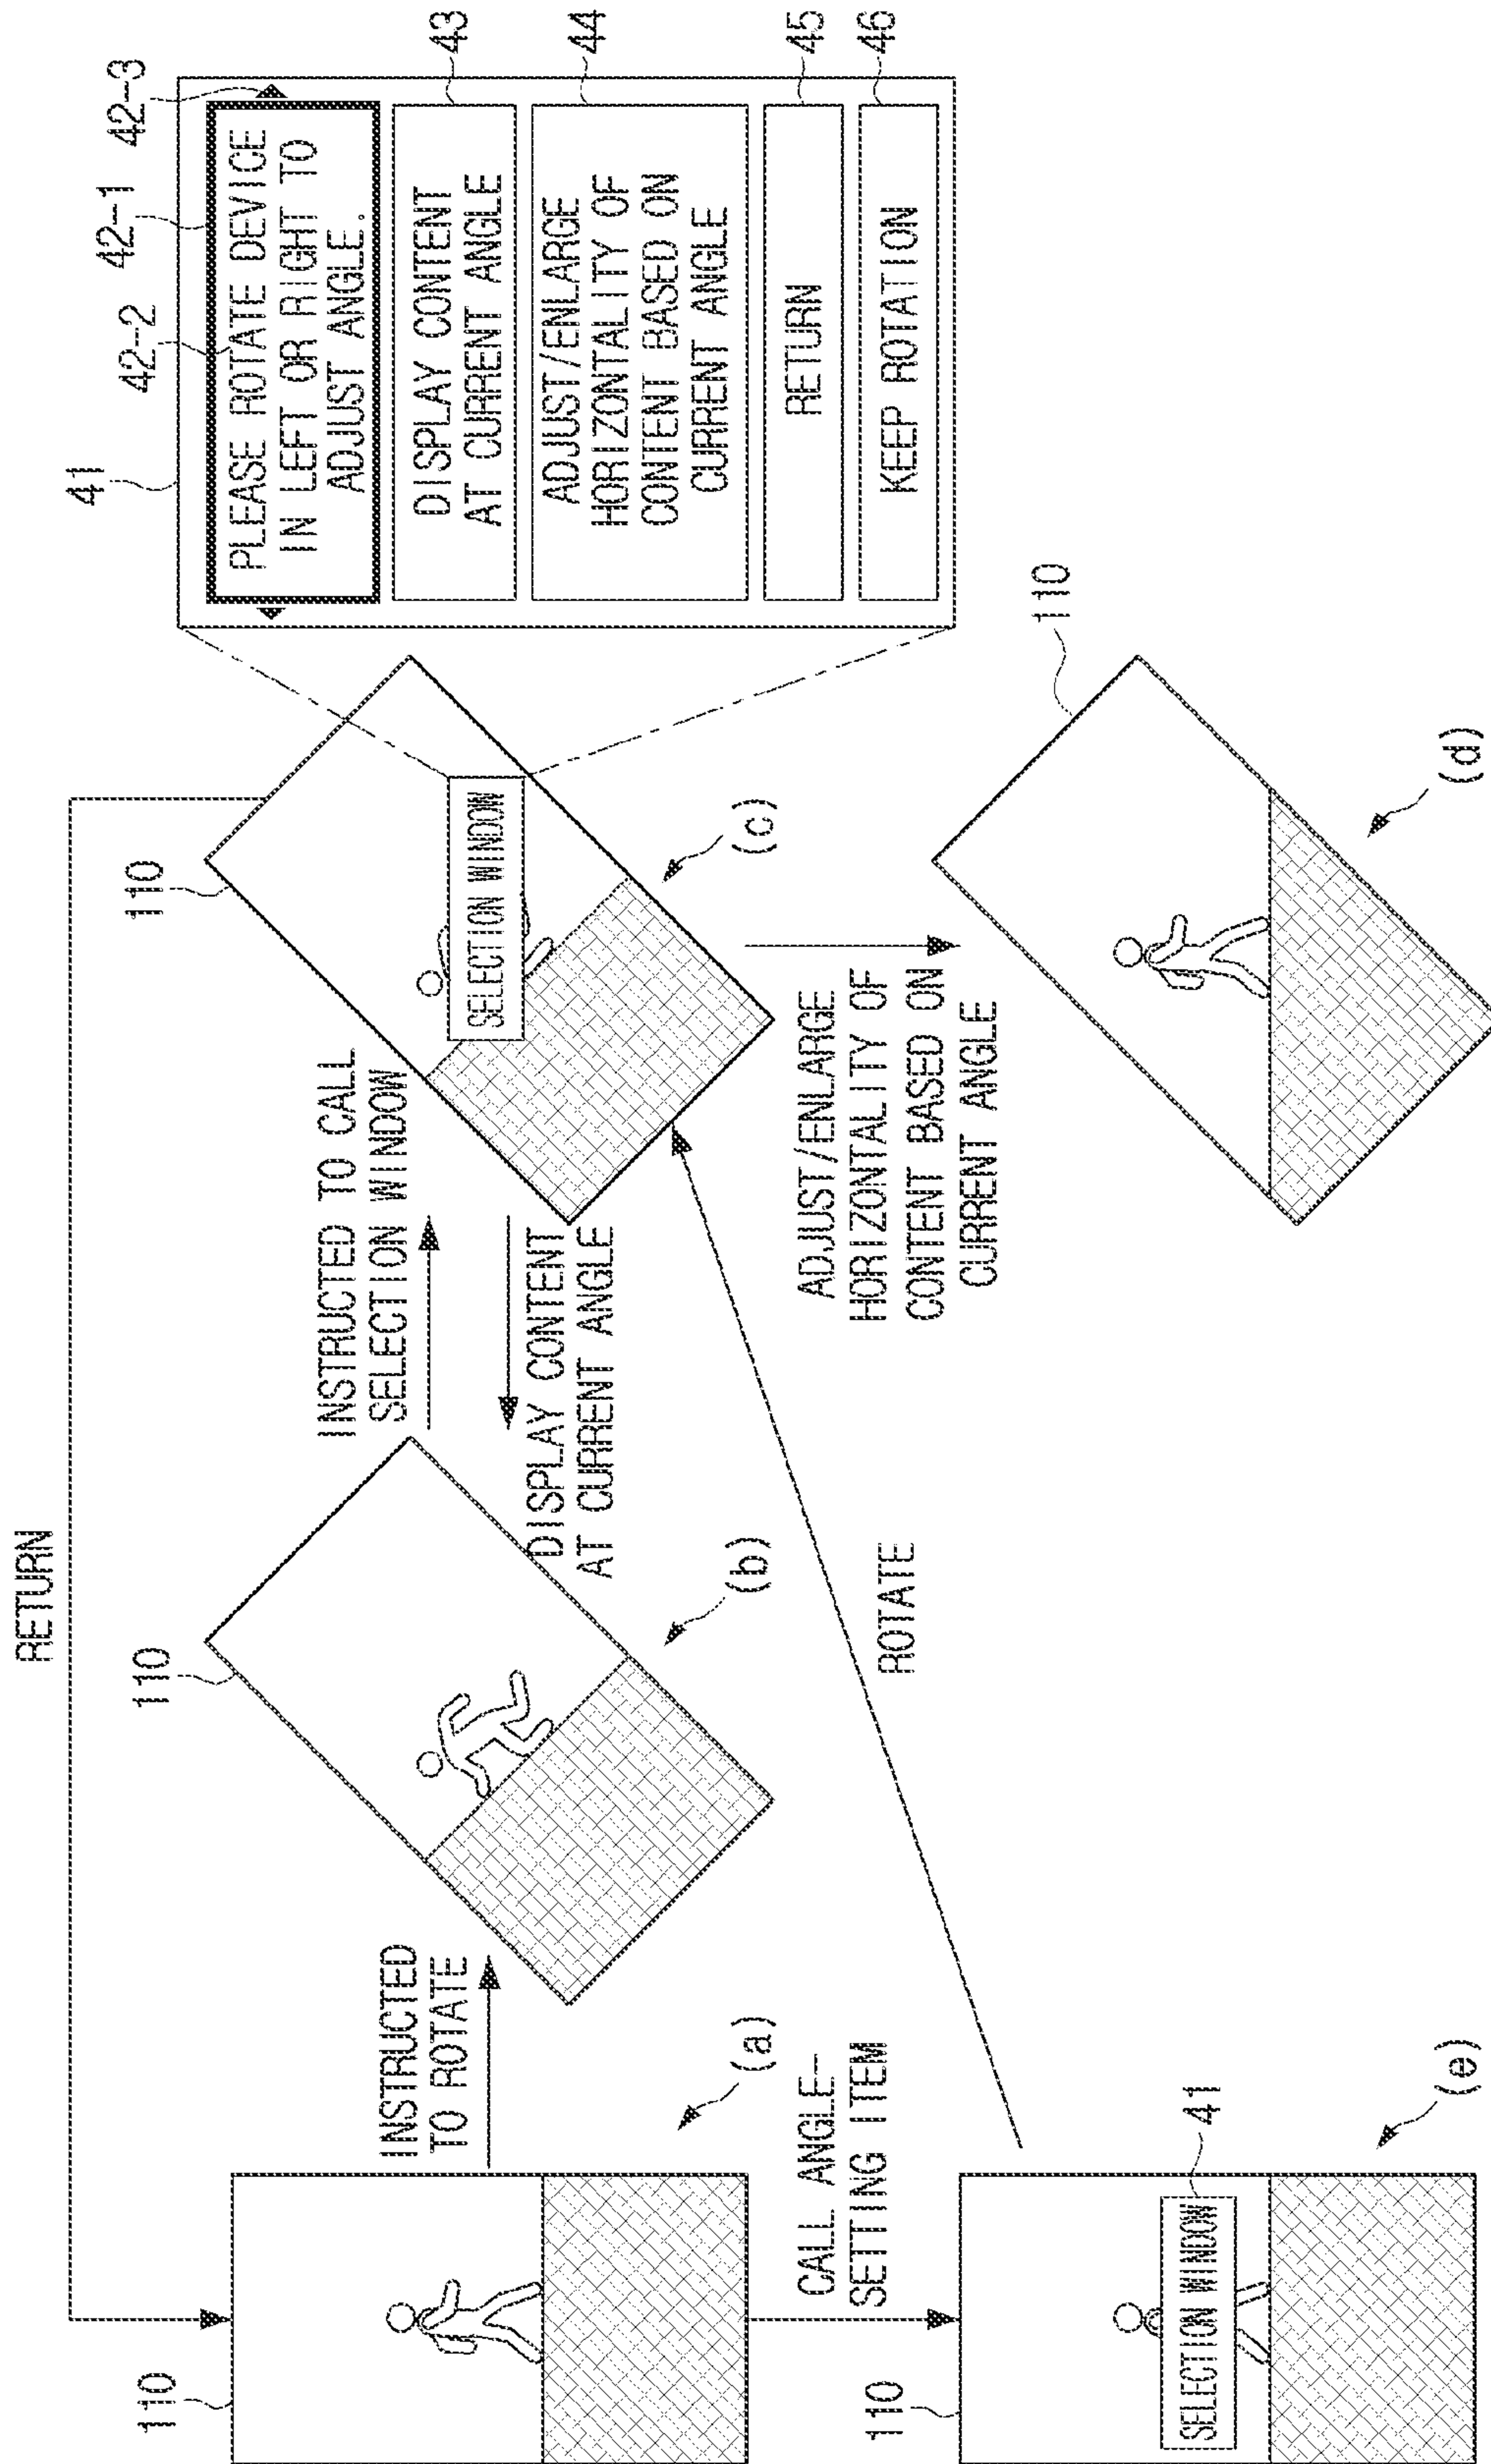 RETURN
110
INSTRUCTED
TO ROTATE
(a)
110
(b)
INSTRUCTED TO CALL
SELECTION WINDOW
DISPLAY CONTENT
AT CURRENT ANGLE
110
SELECTION WINDOW
(c)
41
42-2
42-1
42-3
PLEASE ROTATE DEVICE
IN LEFT OR RIGHT TO
ADJUST ANGLE.
DISPLAY CONTENT
AT CURRENT ANGLE
43
ADJUST/ENLARGE
HORIZONTALITY OF
CONTENT BASED ON
CURRENT ANGLE
44
RETURN
45
KEEP ROTATION
46
CALL ANGLE-
SETTING ITEM
ROTATE
ADJUST/ENLARGE
HORIZONTALITY OF
CONTENT BASED ON
CURRENT ANGLE
110
SELECTION WINDOW
41
(e)
110
(d)